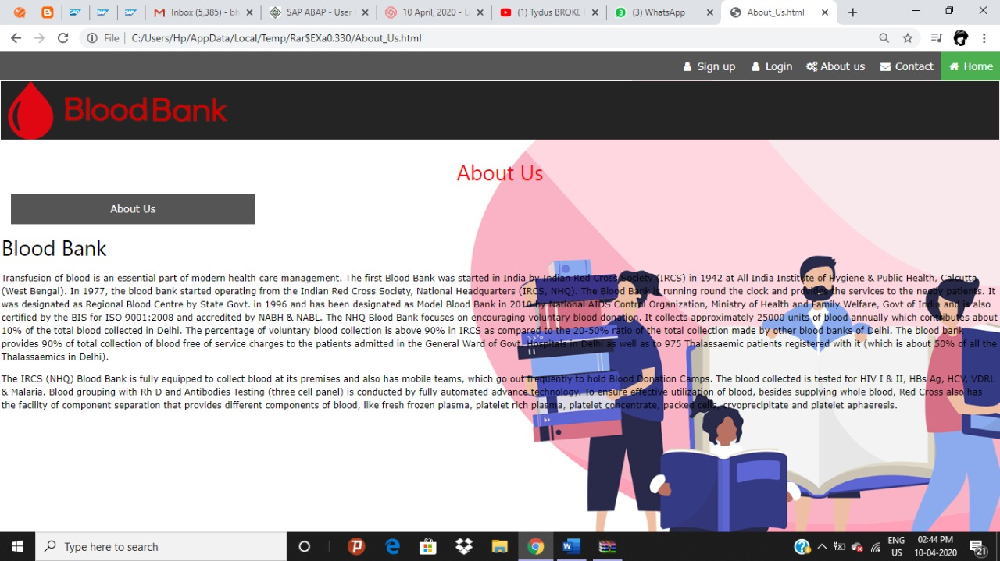 Inbox (5,385) - bh
SAP ABAP - User
10 April, 2020 - L
(1) Tydus BROKE
(3) WhatsApp
About_Us.html
File
C:/Users/Hp/AppData/Local/Temp/Rar$EXa0.330/About_Us.html
Sign up Login About us Contact Home
Blood Bank
About Us
About Us
Blood Bank
Transfusion of blood is an essential part of modern health care management. The first Blood Bank was started in India by Indian Red Cross Society (IRCS) in 1942 at All India Institute of Hygiene & Public Health, Calcutta
(West Bengal). In 1977, the blood bank started operating from the Indian Red Cross Society, National Headquarters (IRCS, NHQ). The Blood Bank is running round the clock and provides the services to the needy patients. It
was designated as Regional Blood Centre by State Govt. in 1995 and has been designated as Model Blood Bank in 2010 by National AIDS Control Organization, Ministry of Health and Family Welfare, Govt of India and is also
certified by the BIS for ISO 9001:2008 and accredited by NABH & NABL. The NHQ Blood Bank focuses on encouraging voluntary blood donation. It collects approximately 25000 units of blood annually which contributes about
10% of the total blood collected in Delhi. The percentage of voluntary blood collection is above 90% in IRCS as compared to the 20-50% ratio of the total collection made by other blood banks of Delhi. The blood bank
provides 90% of total collection of blood free of service charges to the patients admitted in the General Ward of Govt. Hospitals in Delhi as well as to 975 Thalassaemic patients registered with it (which is about 50% of all the
Thalassaemics in Delhi).
The IRCS (NHQ) Blood Bank is fully equipped to collect blood at its premises and also has mobile teams, which go out frequently to hold Blood Donation Camps. The blood collected is tested for HIV I & II, HBs Ag, HCV, VDRL
& Malaria. Blood grouping with Rh D and Antibodies Testing (three cell panel) is conducted by fully automated advance technology. To ensure effective utilization of blood, besides supplying whole blood, Red Cross also has
the facility of component separation that provides different components of blood, like fresh frozen plasma, platelet rich plasma, platelet concentrate, packed cells, cryoprecipitate and platelet aphaeresis.
Type here to search
ENG
US
02:44 PM
10-04-2020
21